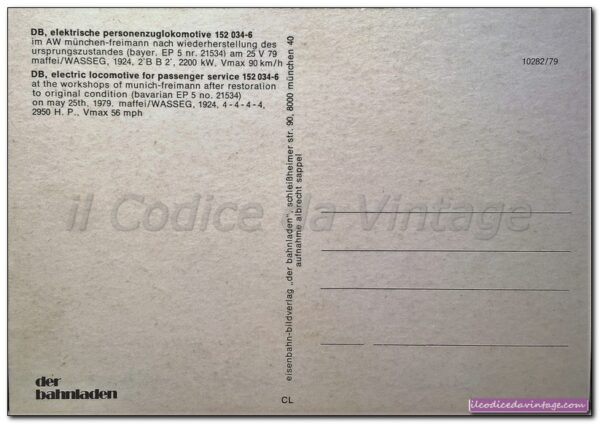 DB, elektrische personenzuglokomotive 152 034-6
im AW münchen-freimann nach wiederherstellung des
ursprungszustandes (bayer. EP 5 no. 21534) am 25 V 79
maffei/WASSEG, 1924, 2´B B 2´, 2200 kW, Vmax 90 km/h
DB, electric locomotive for passenger service 152 034-6
at the workshops of munich-freimann after restoration
to original condition (bavarian EP 5 no. 21534)
on may 25th, 1979. maffei/WASSEG, 1924, 4-4-4-4,
2950 H. P., Vmax 56 mph
eisenbahn-bildverlag „der bahnladen“, schleißheimer str. 90, 8000 münchen 40
aufnahme albrecht sappel
10282/79
il Codice da Vintage
der
bahnladen
CL
ilcodicedavintage.com